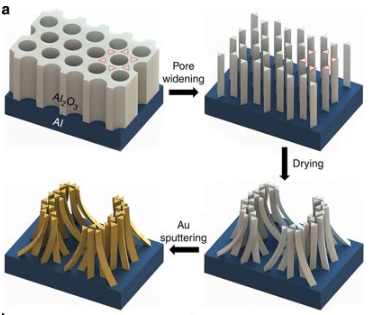 a
Pore
widening
Al₂O₃
Al
Drying
Au
sputtering